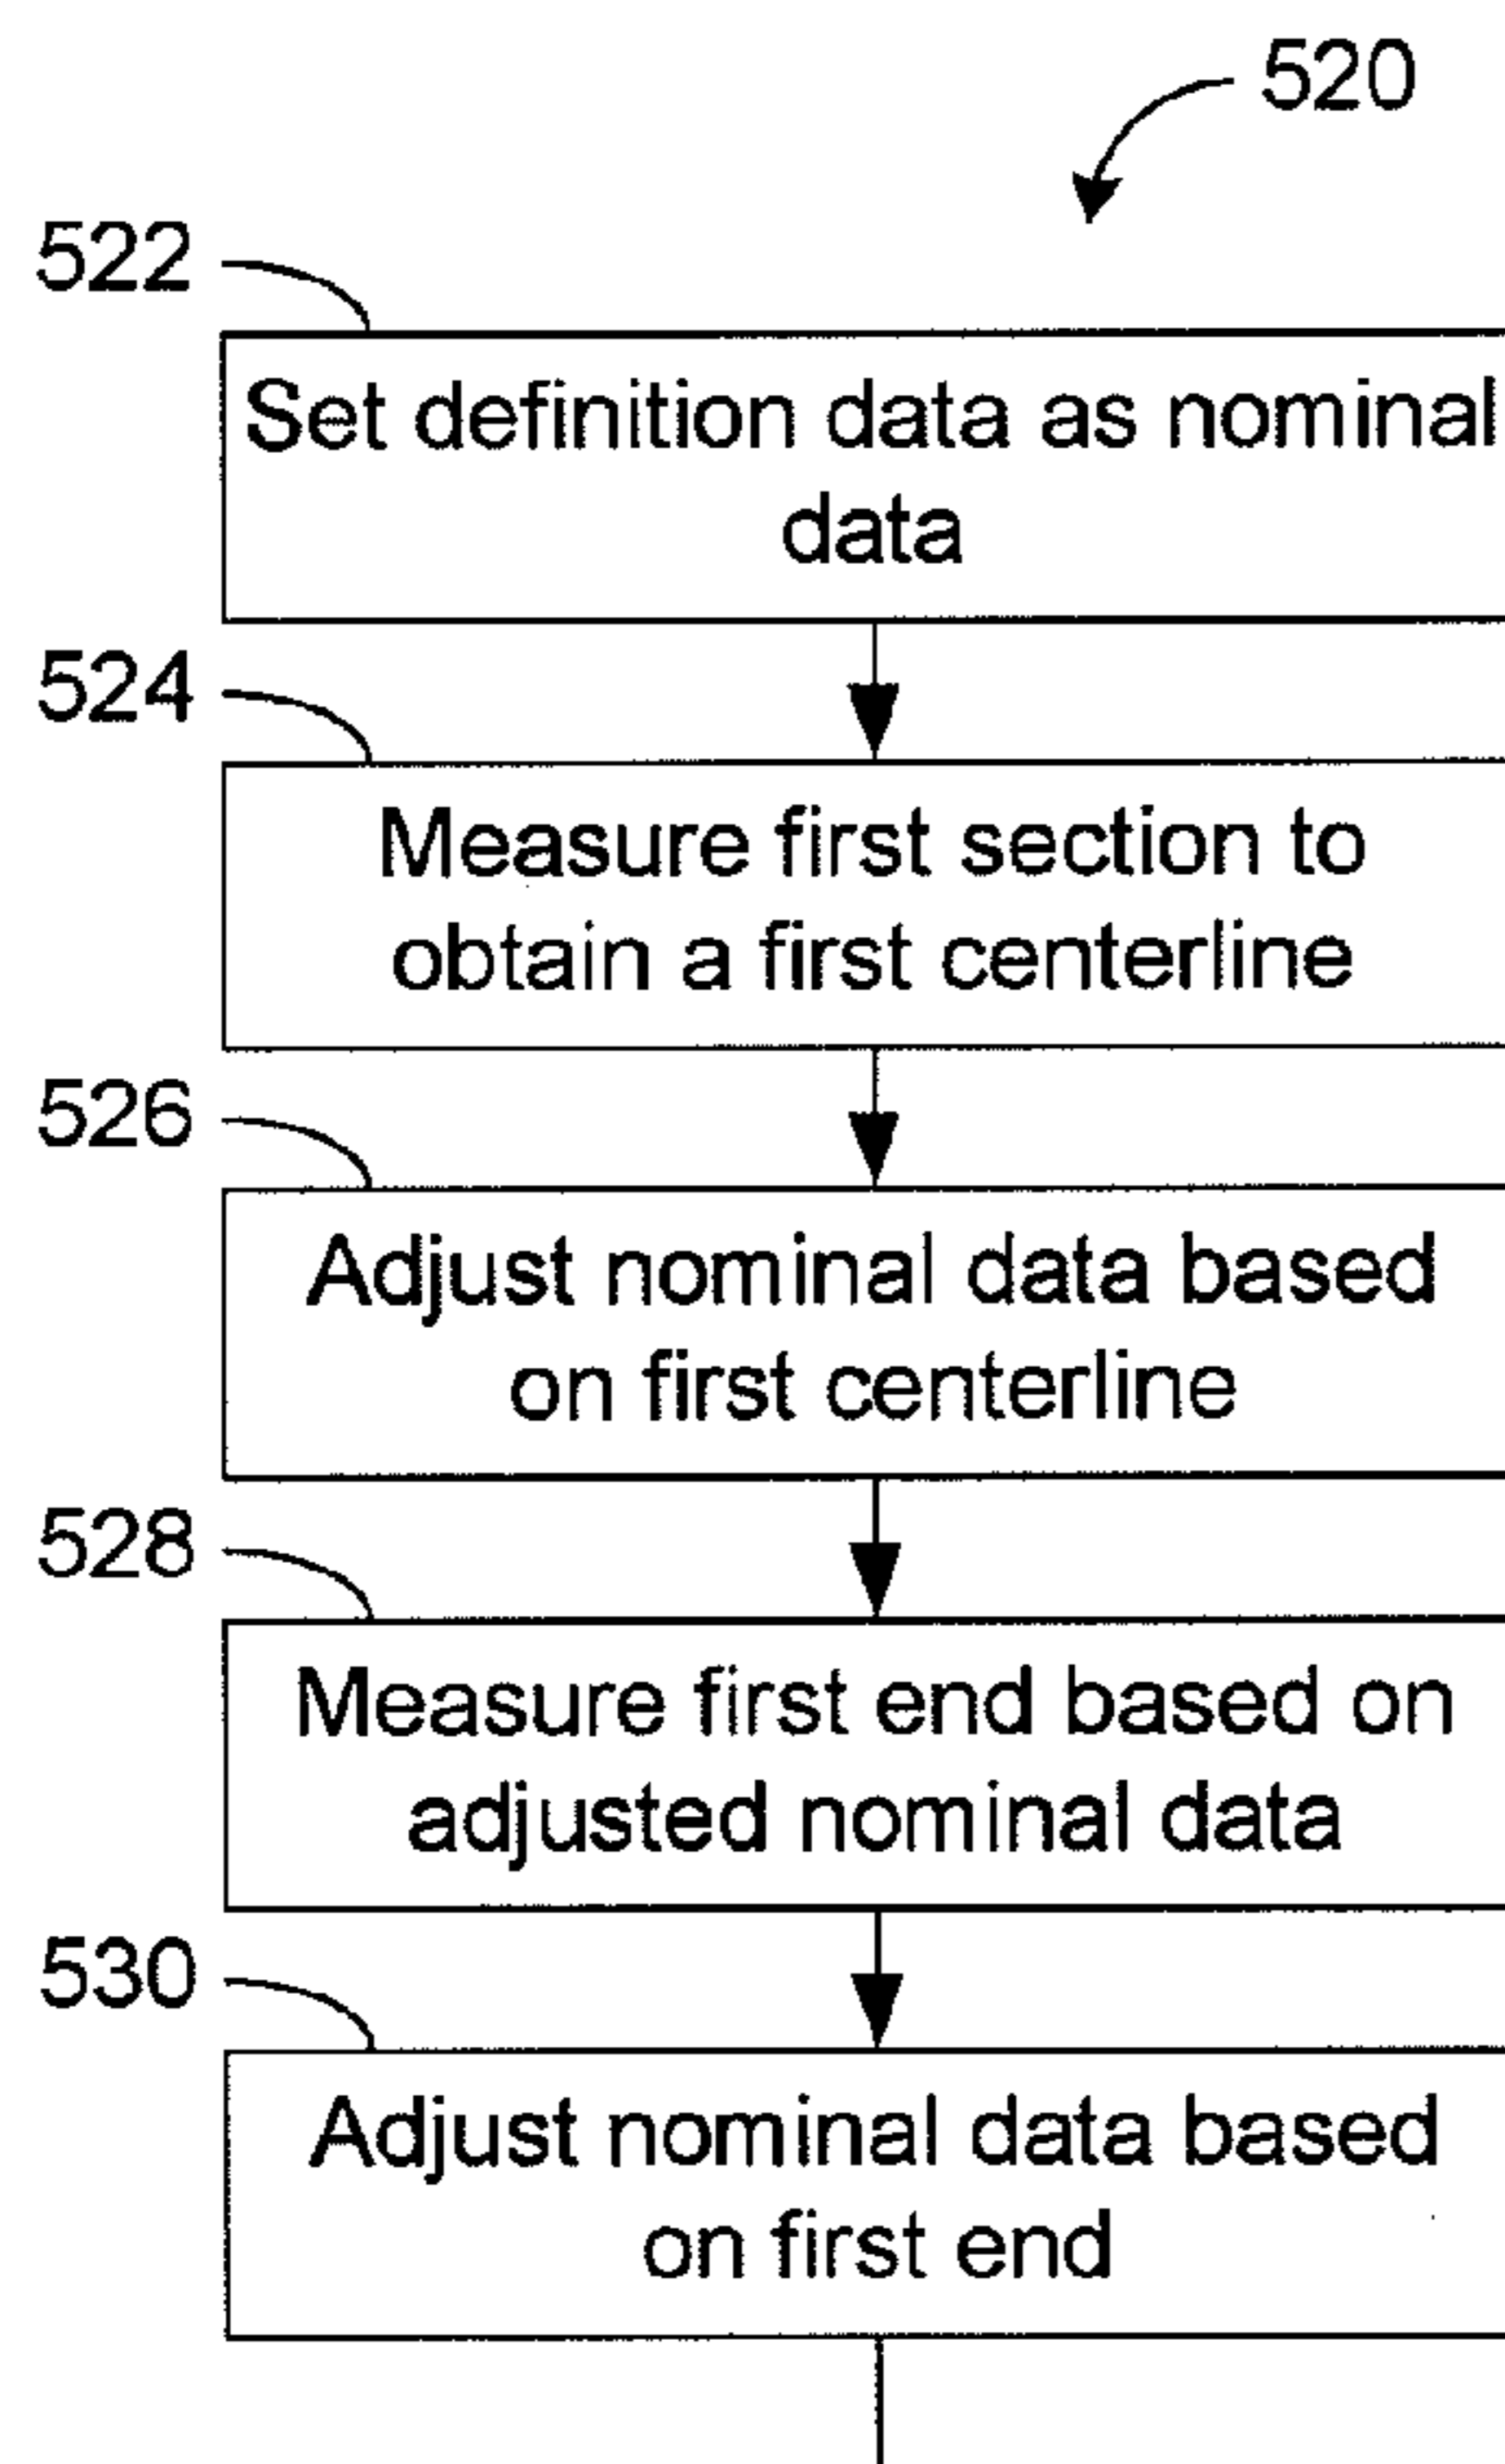 520
522
Set definition data as nominal
data
524
Measure first section to
obtain a first centerline
526
Adjust nominal data based
on first centerline
528
Measure first end based on
adjusted nominal data
530
Adjust nominal data based
on first end